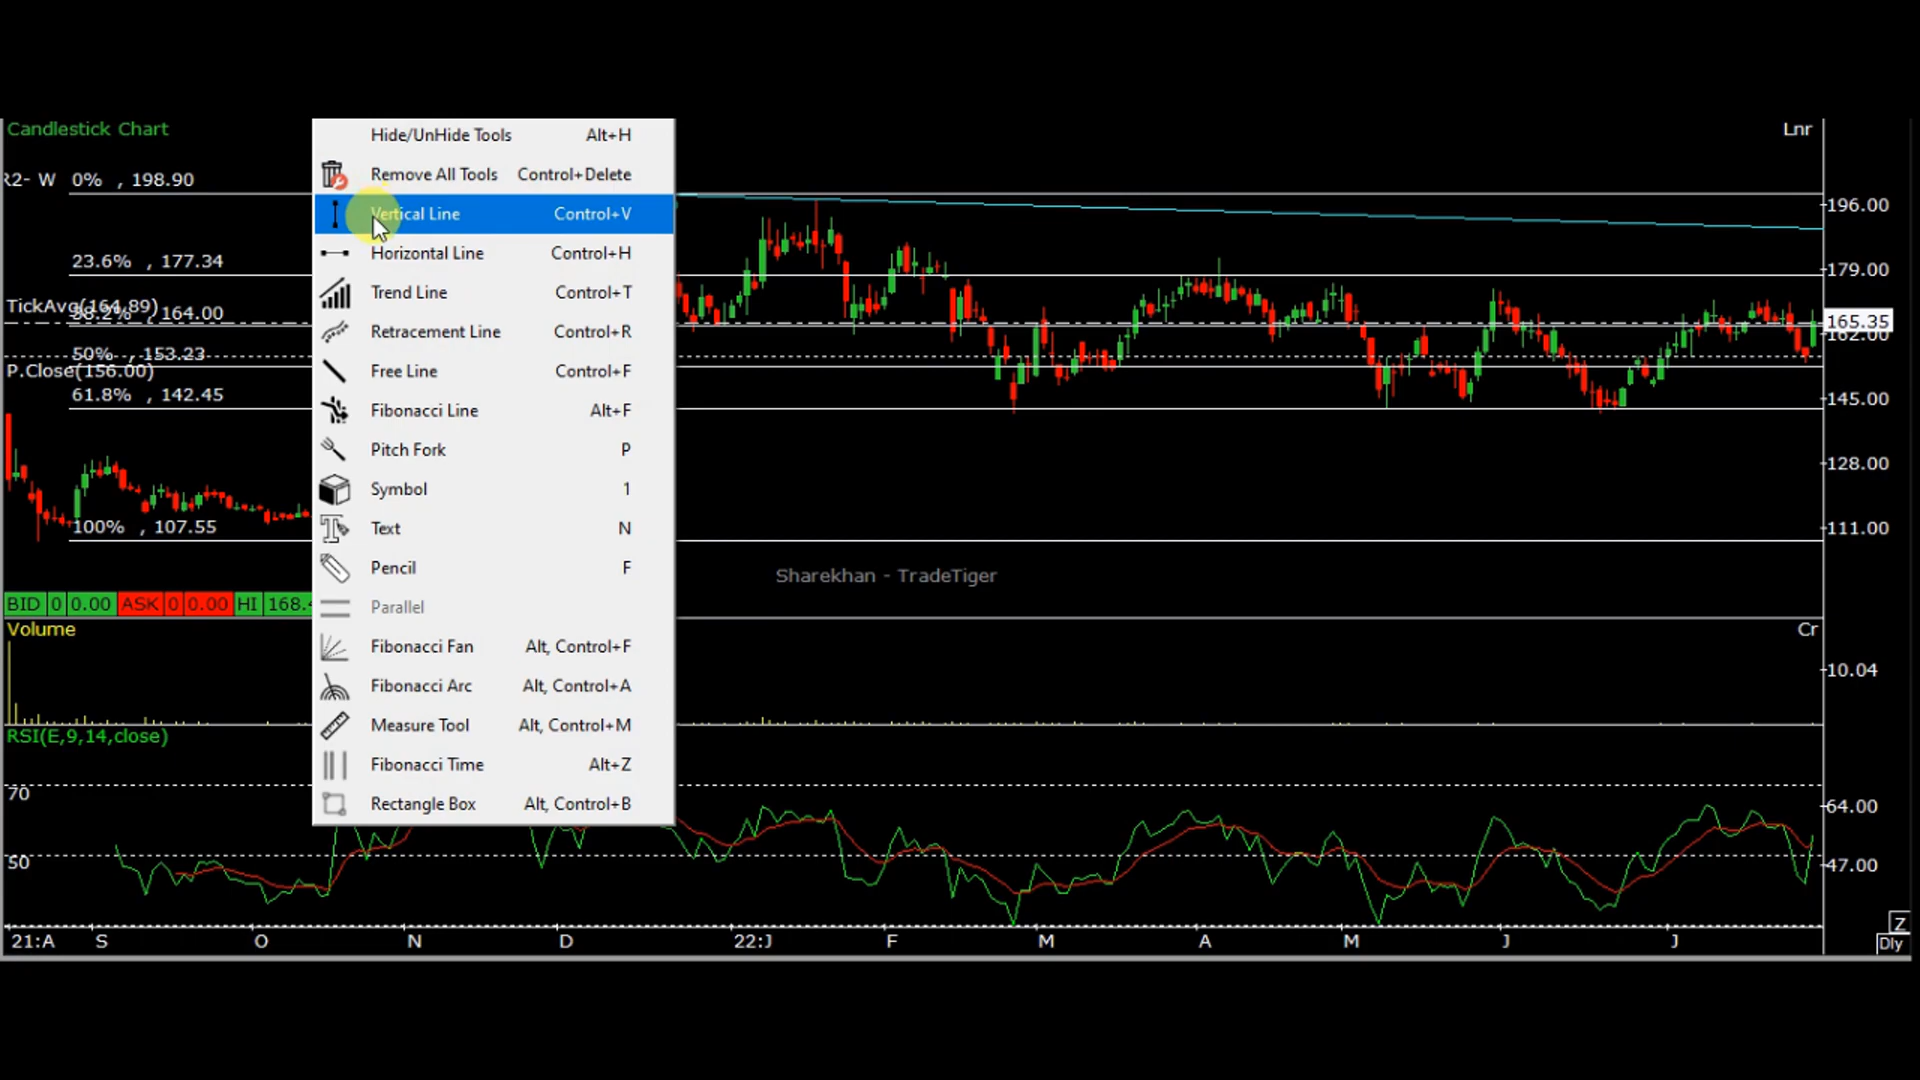 Candlestick Chart
Lnr
R2- W 0% , 198.90
23.6% , 177.34
TickAvg(164.89)
38.2% , 164.00
50% , 153.23
P.Close(156.00)
61.8% , 142.45
100% , 107.55
BID 0 0.00 ASK 0 0.00 HI 168.4
Hide/UnHide Tools Alt+H
Remove All Tools Control+Delete
Vertical Line Control+V
Horizontal Line Control+H
Trend Line Control+T
Retracement Line Control+R
Free Line Control+F
Fibonacci Line Alt+F
Pitch Fork P
Symbol 1
Text N
Pencil F
Parallel
Fibonacci Fan Alt, Control+F
Fibonacci Arc Alt, Control+A
Measure Tool Alt, Control+M
Fibonacci Time Alt+Z
Rectangle Box Alt, Control+B
196.00
179.00
165.35
162.00
145.00
128.00
111.00
Sharekhan - TradeTiger
Volume
Cr
10.04
RSI(E,9,14,close)
70
64.00
50
47.00
21:A S O N D 22:J F M A M J J
Z
Dly